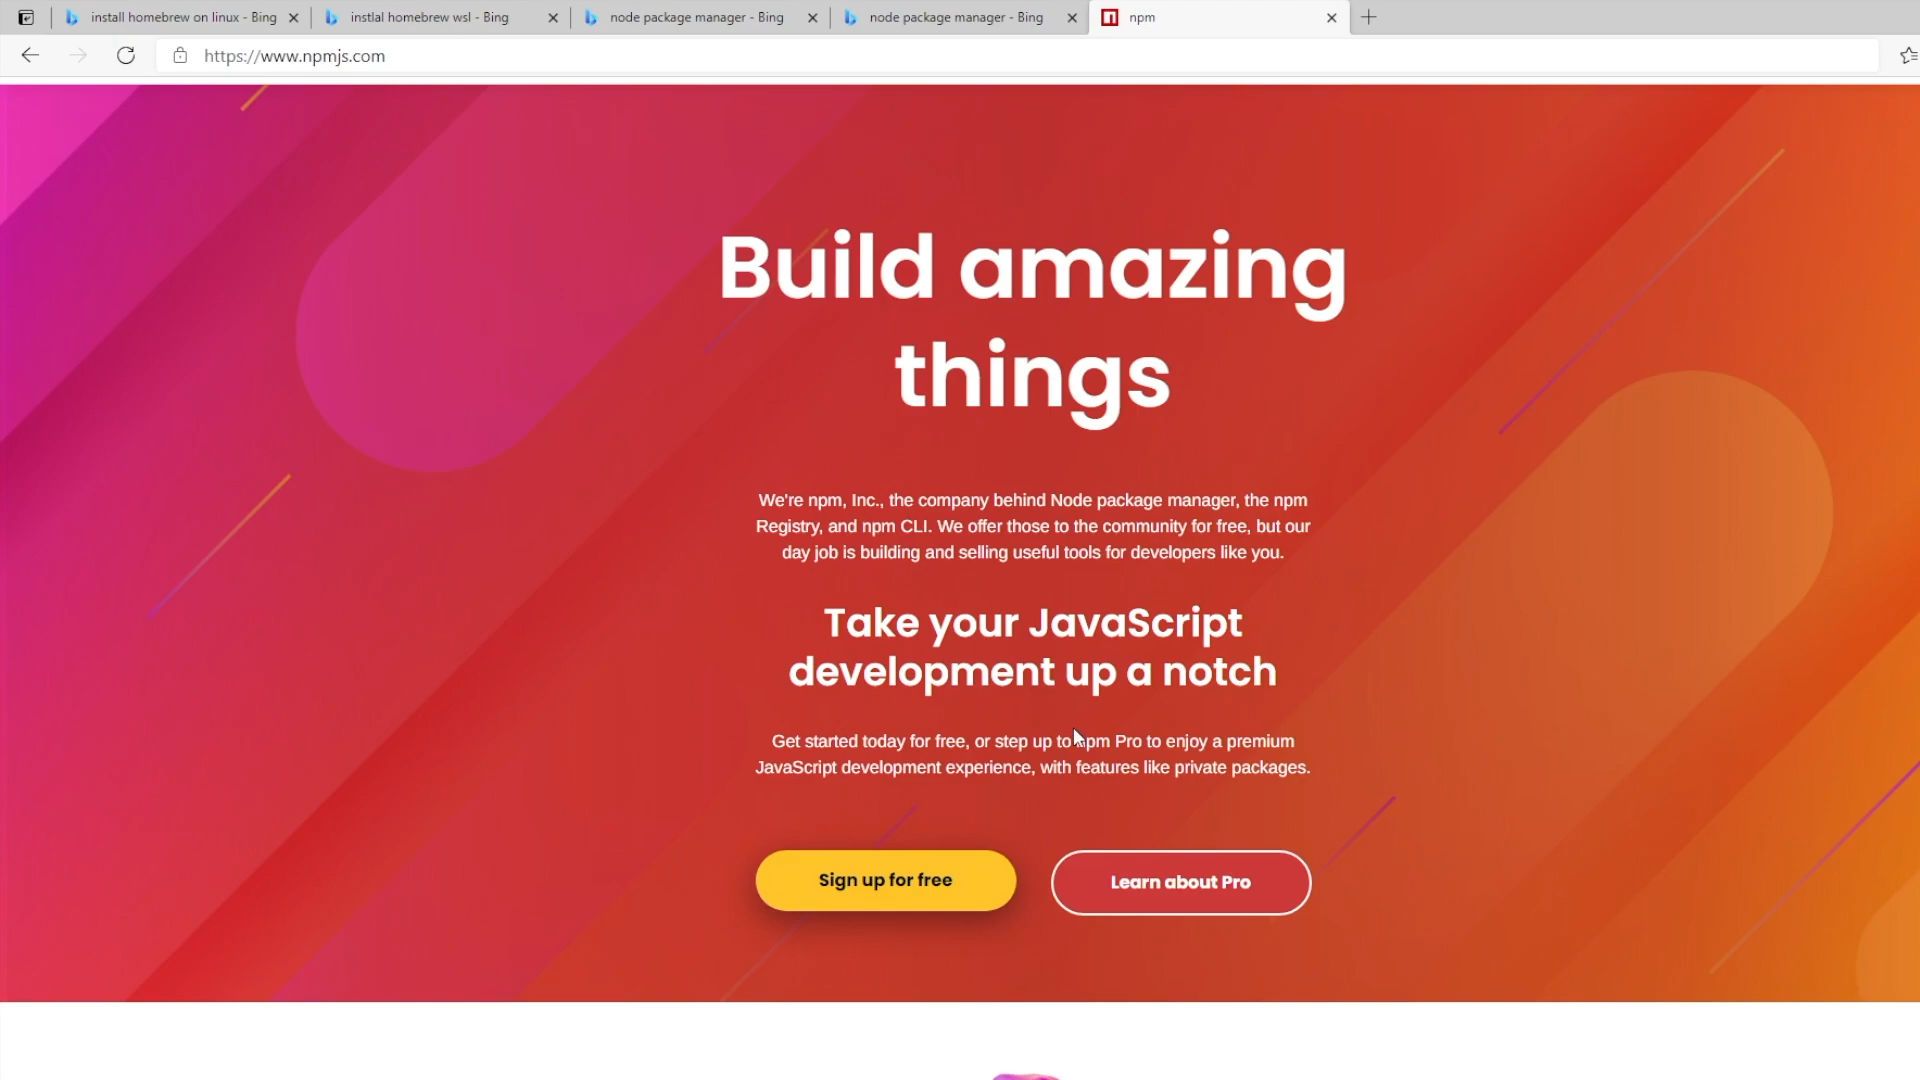 install homebrew on linux - Bing
instlal homebrew wsl - Bing
node package manager - Bing
node package manager - Bing
npm
https://www.npmjs.com
Build amazing
things
We're npm, Inc., the company behind Node package manager, the npm
Registry, and npm CLI. We offer those to the community for free, but our
day job is building and selling useful tools for developers like you.
Take your JavaScript
development up a notch
Get started today for free, or step up to npm Pro to enjoy a premium
JavaScript development experience, with features like private packages.
Sign up for free
Learn about Pro